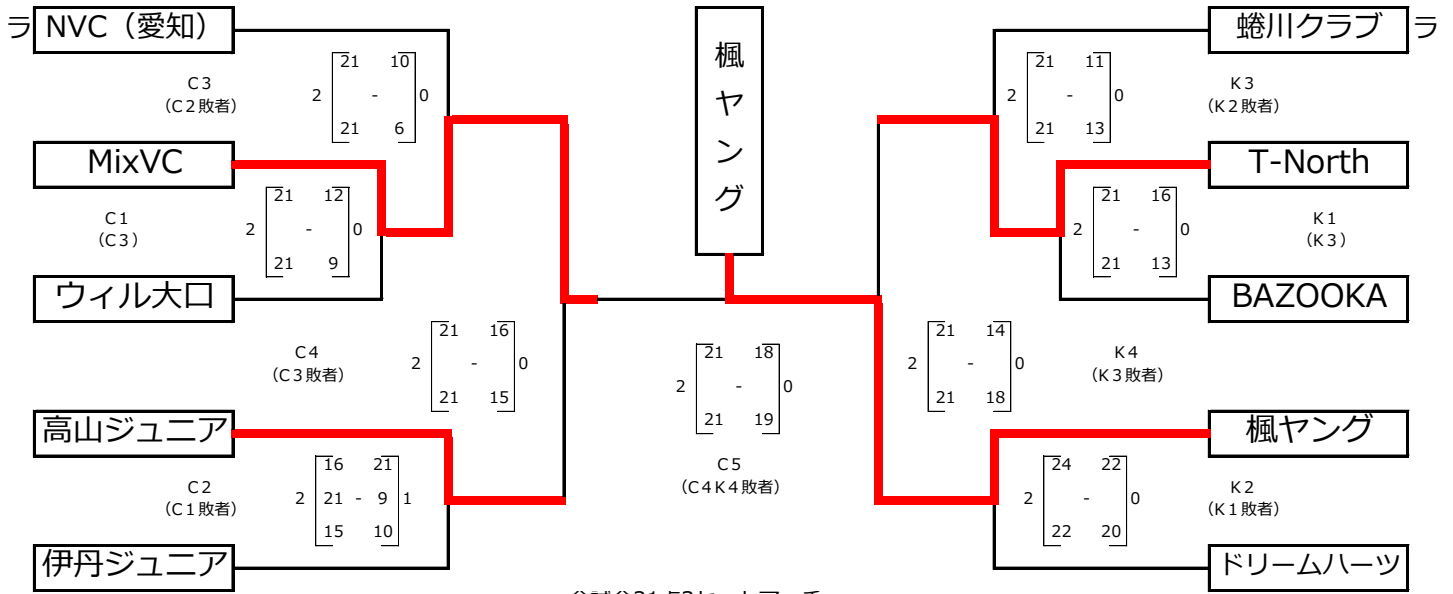 ラ NVC（愛知）
C3
（C2敗者）
21 10
2 - 0
21 6
MixVC
C1
（C3）
21 12
2 - 0
21 9
ウィル大口
C4
（C3敗者）
21 16
2 - 0
21 15
高山ジュニア
C2
（C1敗者）
16 21
2 21 - 9 1
15 10
伊丹ジュニア
楓ヤング
21 18
2 - 0
21 19
C5
（C4K4敗者）
蜷川クラブ ラ
21 11
2 - 0
21 13
K3
（K2敗者）
T-North
21 16
2 - 0
21 13
K1
（K3）
BAZOOKA
21 14
2 - 0
21 18
K4
（K3敗者）
楓ヤング
24 22
2 - 0
22 20
K2
（K1敗者）
ドリームハーツ